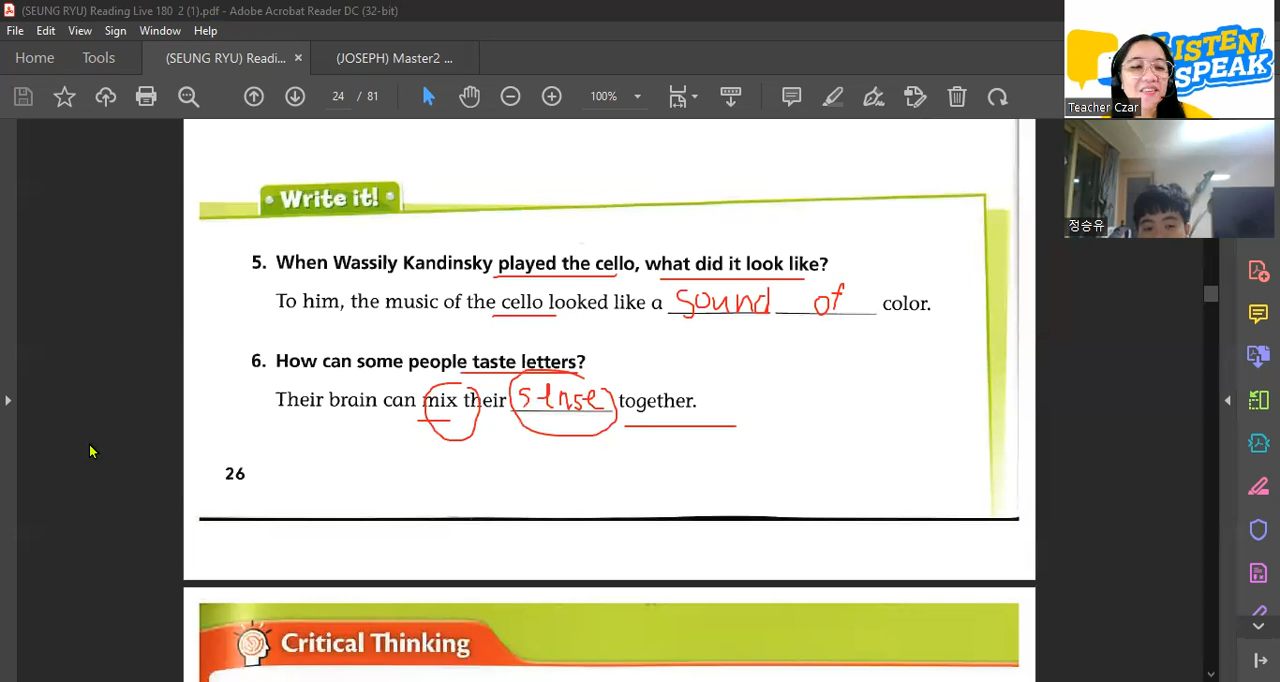 (SEUNG RYU) Reading Live 180 2 (1).pdf - Adobe Acrobat Reader DC (32-bit)
File Edit View Sign Window Help
Home Tools (SEUNG RYU) Readi... × (JOSEPH) Master2 ...
24 / 81 100%
LISTEN
SPEAK
Teacher Czar
정승유
Write it!
5. When Wassily Kandinsky played the cello, what did it look like?
To him, the music of the cello looked like a sound of color.
6. How can some people taste letters?
Their brain can mix their sense together.
26
Critical Thinking